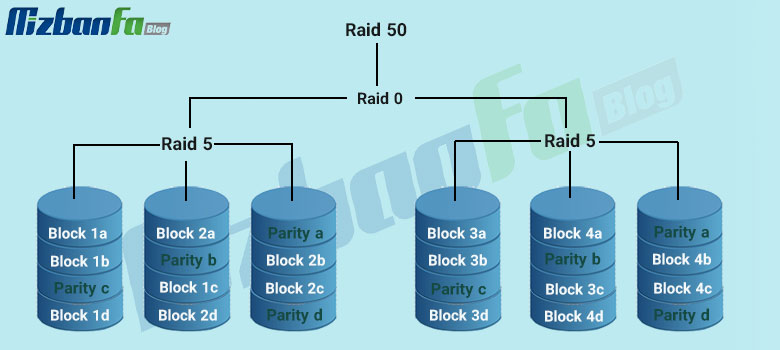 MizbanFa Blog
Raid 50
Raid 0
Raid 5
Raid 5
Block 1a
Block 1b
Parity c
Block 1d
Block 2a
Parity b
Block 1c
Block 2d
Parity a
Block 2b
Block 2c
Parity d
Block 3a
Block 3b
Parity c
Block 3d
Block 4a
Parity b
Block 3c
Block 4d
Parity a
Block 4b
Block 4c
Parity d
MizbanFa Blog